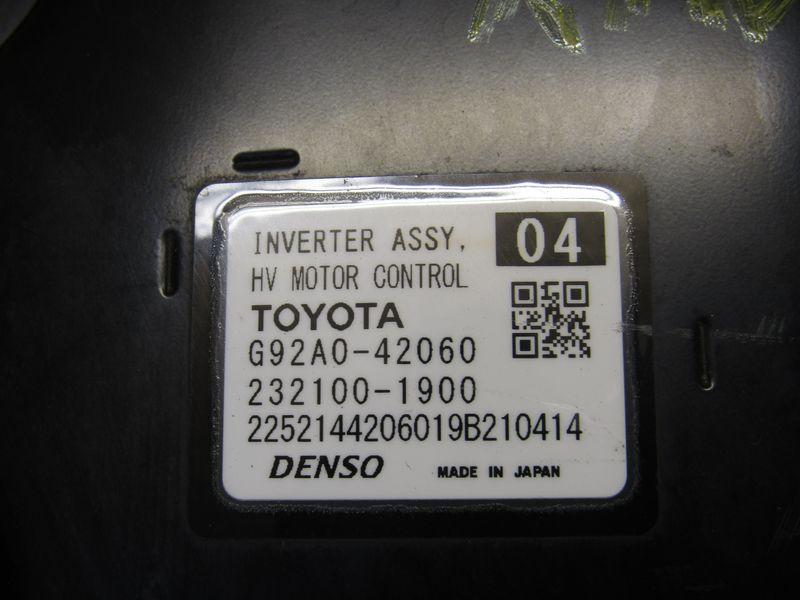 INVERTER ASSY,
04
HV MOTOR CONTROL
TOYOTA
G92A0-42060
232100-1900
2252144206019B210414
DENSO
MADE IN JAPAN